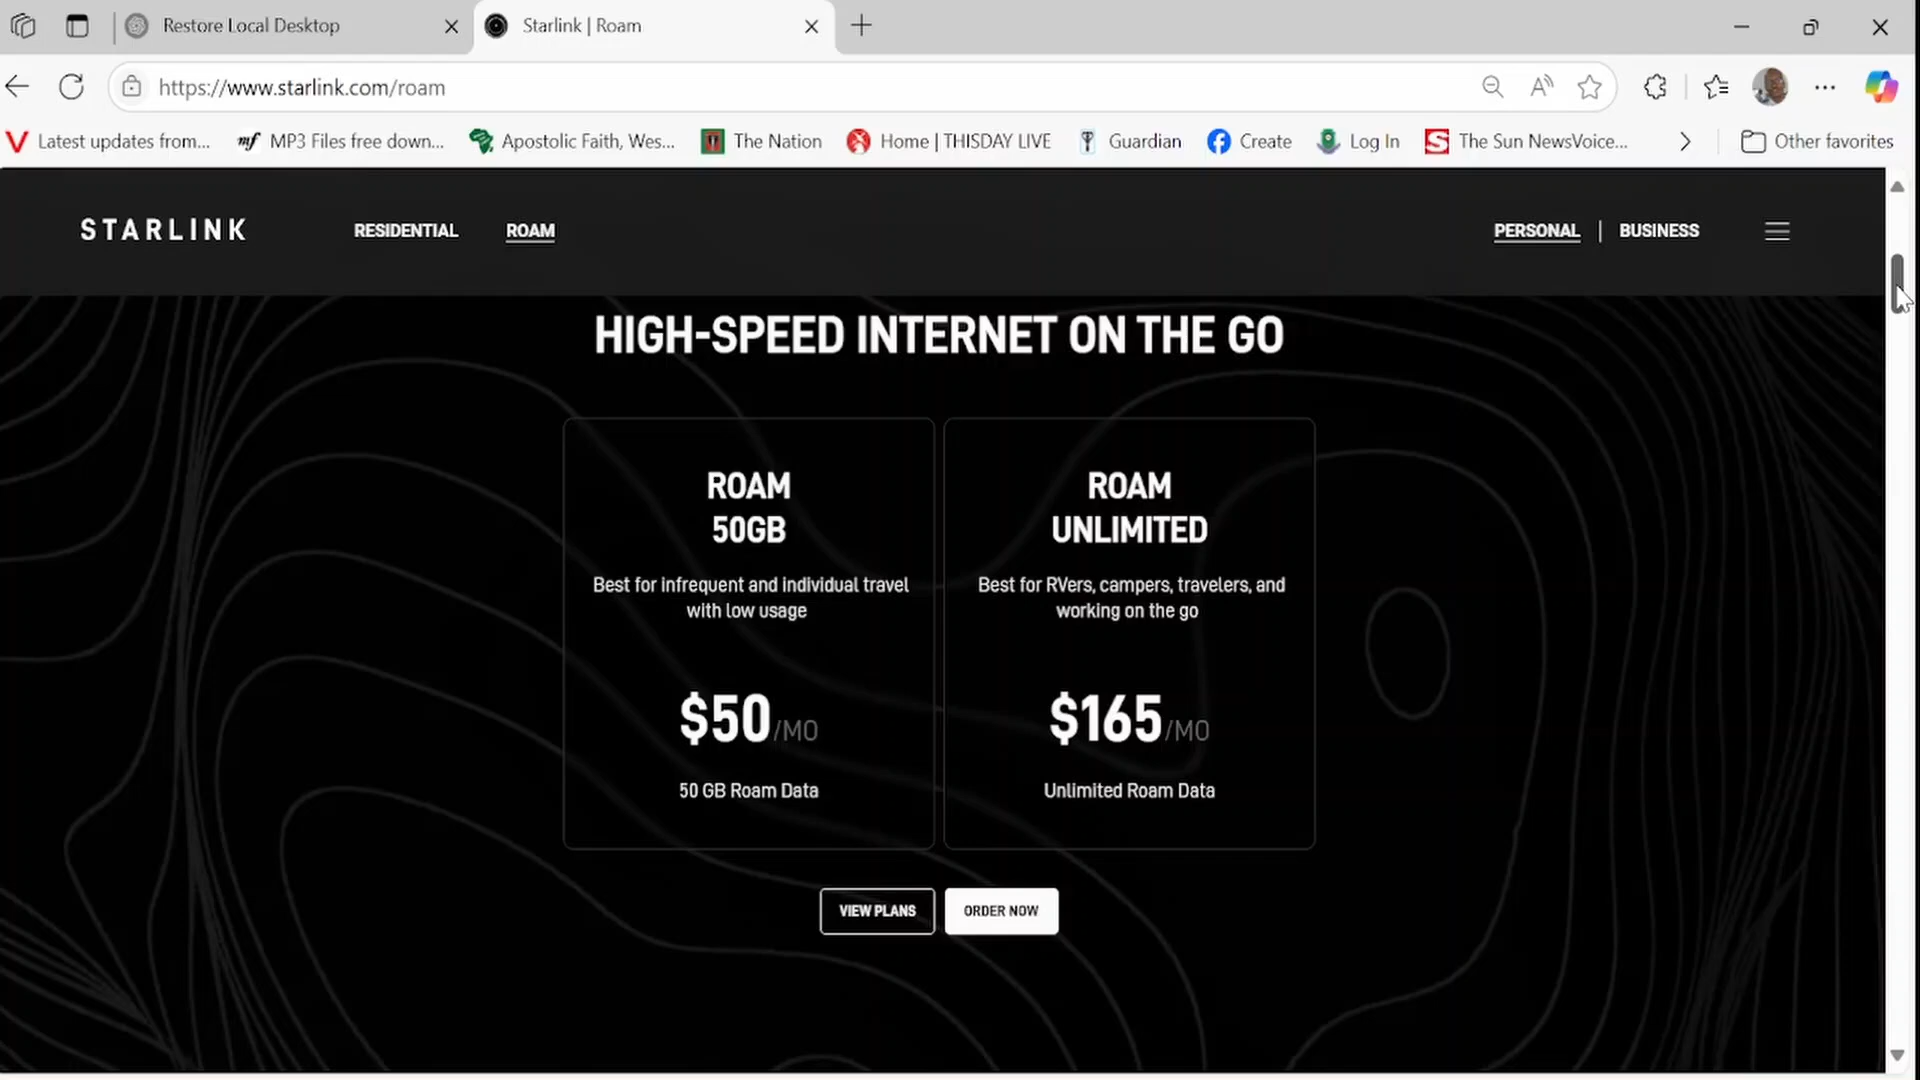 Restore Local Desktop
Starlink | Roam
https://www.starlink.com/roam
Latest updates from...
MP3 Files free down...
Apostolic Faith, Wes...
The Nation
Home | THISDAY LIVE
Guardian
Create
Log In
The Sun NewsVoice...
Other favorites
STARLINK
RESIDENTIAL
ROAM
PERSONAL | BUSINESS
HIGH-SPEED INTERNET ON THE GO
ROAM
50GB
Best for infrequent and individual travel
with low usage
$50/MO
50 GB Roam Data
ROAM
UNLIMITED
Best for RVers, campers, travelers, and
working on the go
$165/MO
Unlimited Roam Data
VIEW PLANS
ORDER NOW